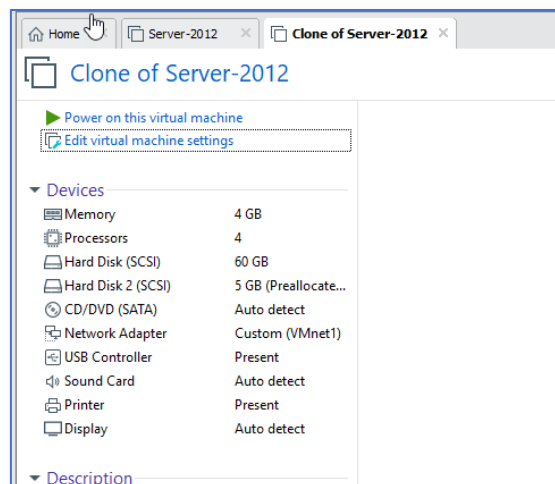 Home Server-2012 Clone of Server-2012
Clone of Server-2012
Power on this virtual machine
Edit virtual machine settings
Devices
Memory 4 GB
Processors 4
Hard Disk (SCSI) 60 GB
Hard Disk 2 (SCSI) 5 GB (Preallocate...
CD/DVD (SATA) Auto detect
Network Adapter Custom (VMnet1)
USB Controller Present
Sound Card Auto detect
Printer Present
Display Auto detect
Description